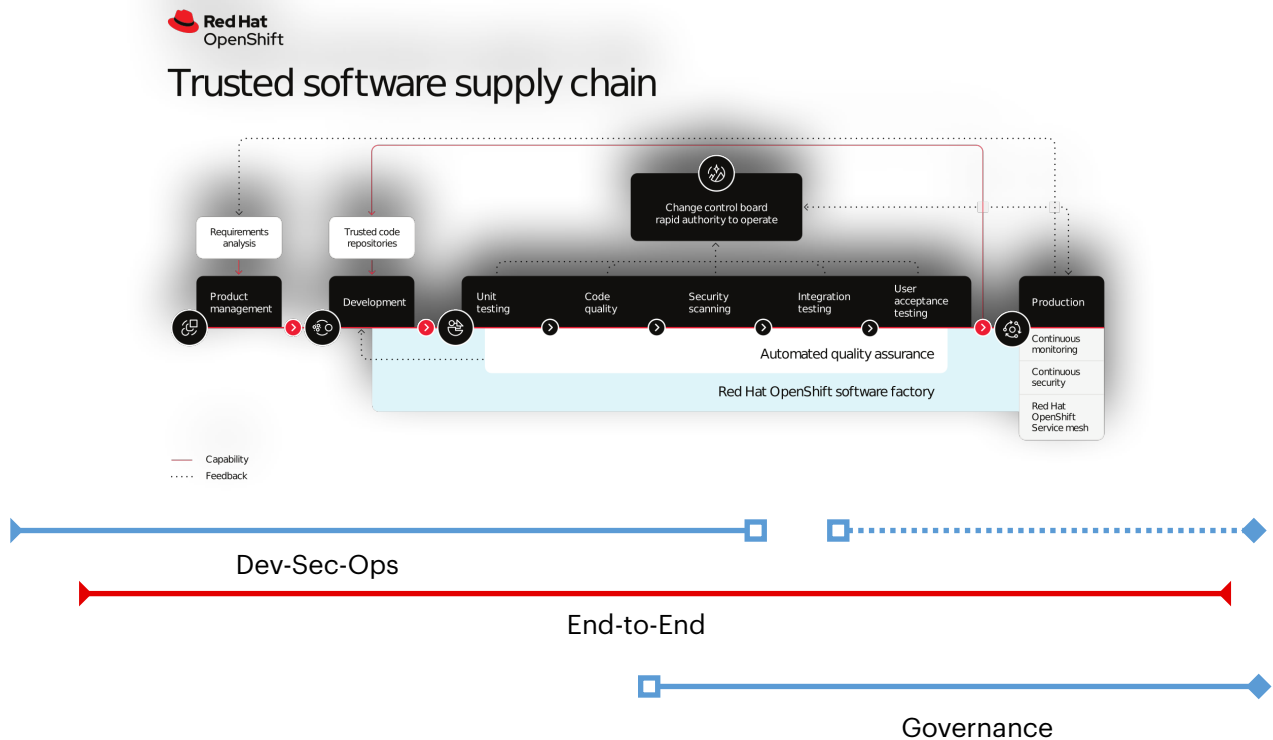 Red Hat
OpenShift
Trusted software supply chain
Change control board
rapid authority to operate
Requirements
analysis
Trusted code
repositories
Product
management
Development
Unit
testing
Code
quality
Security
scanning
Integration
testing
User
acceptance
testing
Production
Automated quality assurance
Red Hat OpenShift software factory
Continuous
monitoring
Continuous
security
Red Hat
OpenShift
Service mesh
Capability
Feedback
Dev-Sec-Ops
End-to-End
Governance